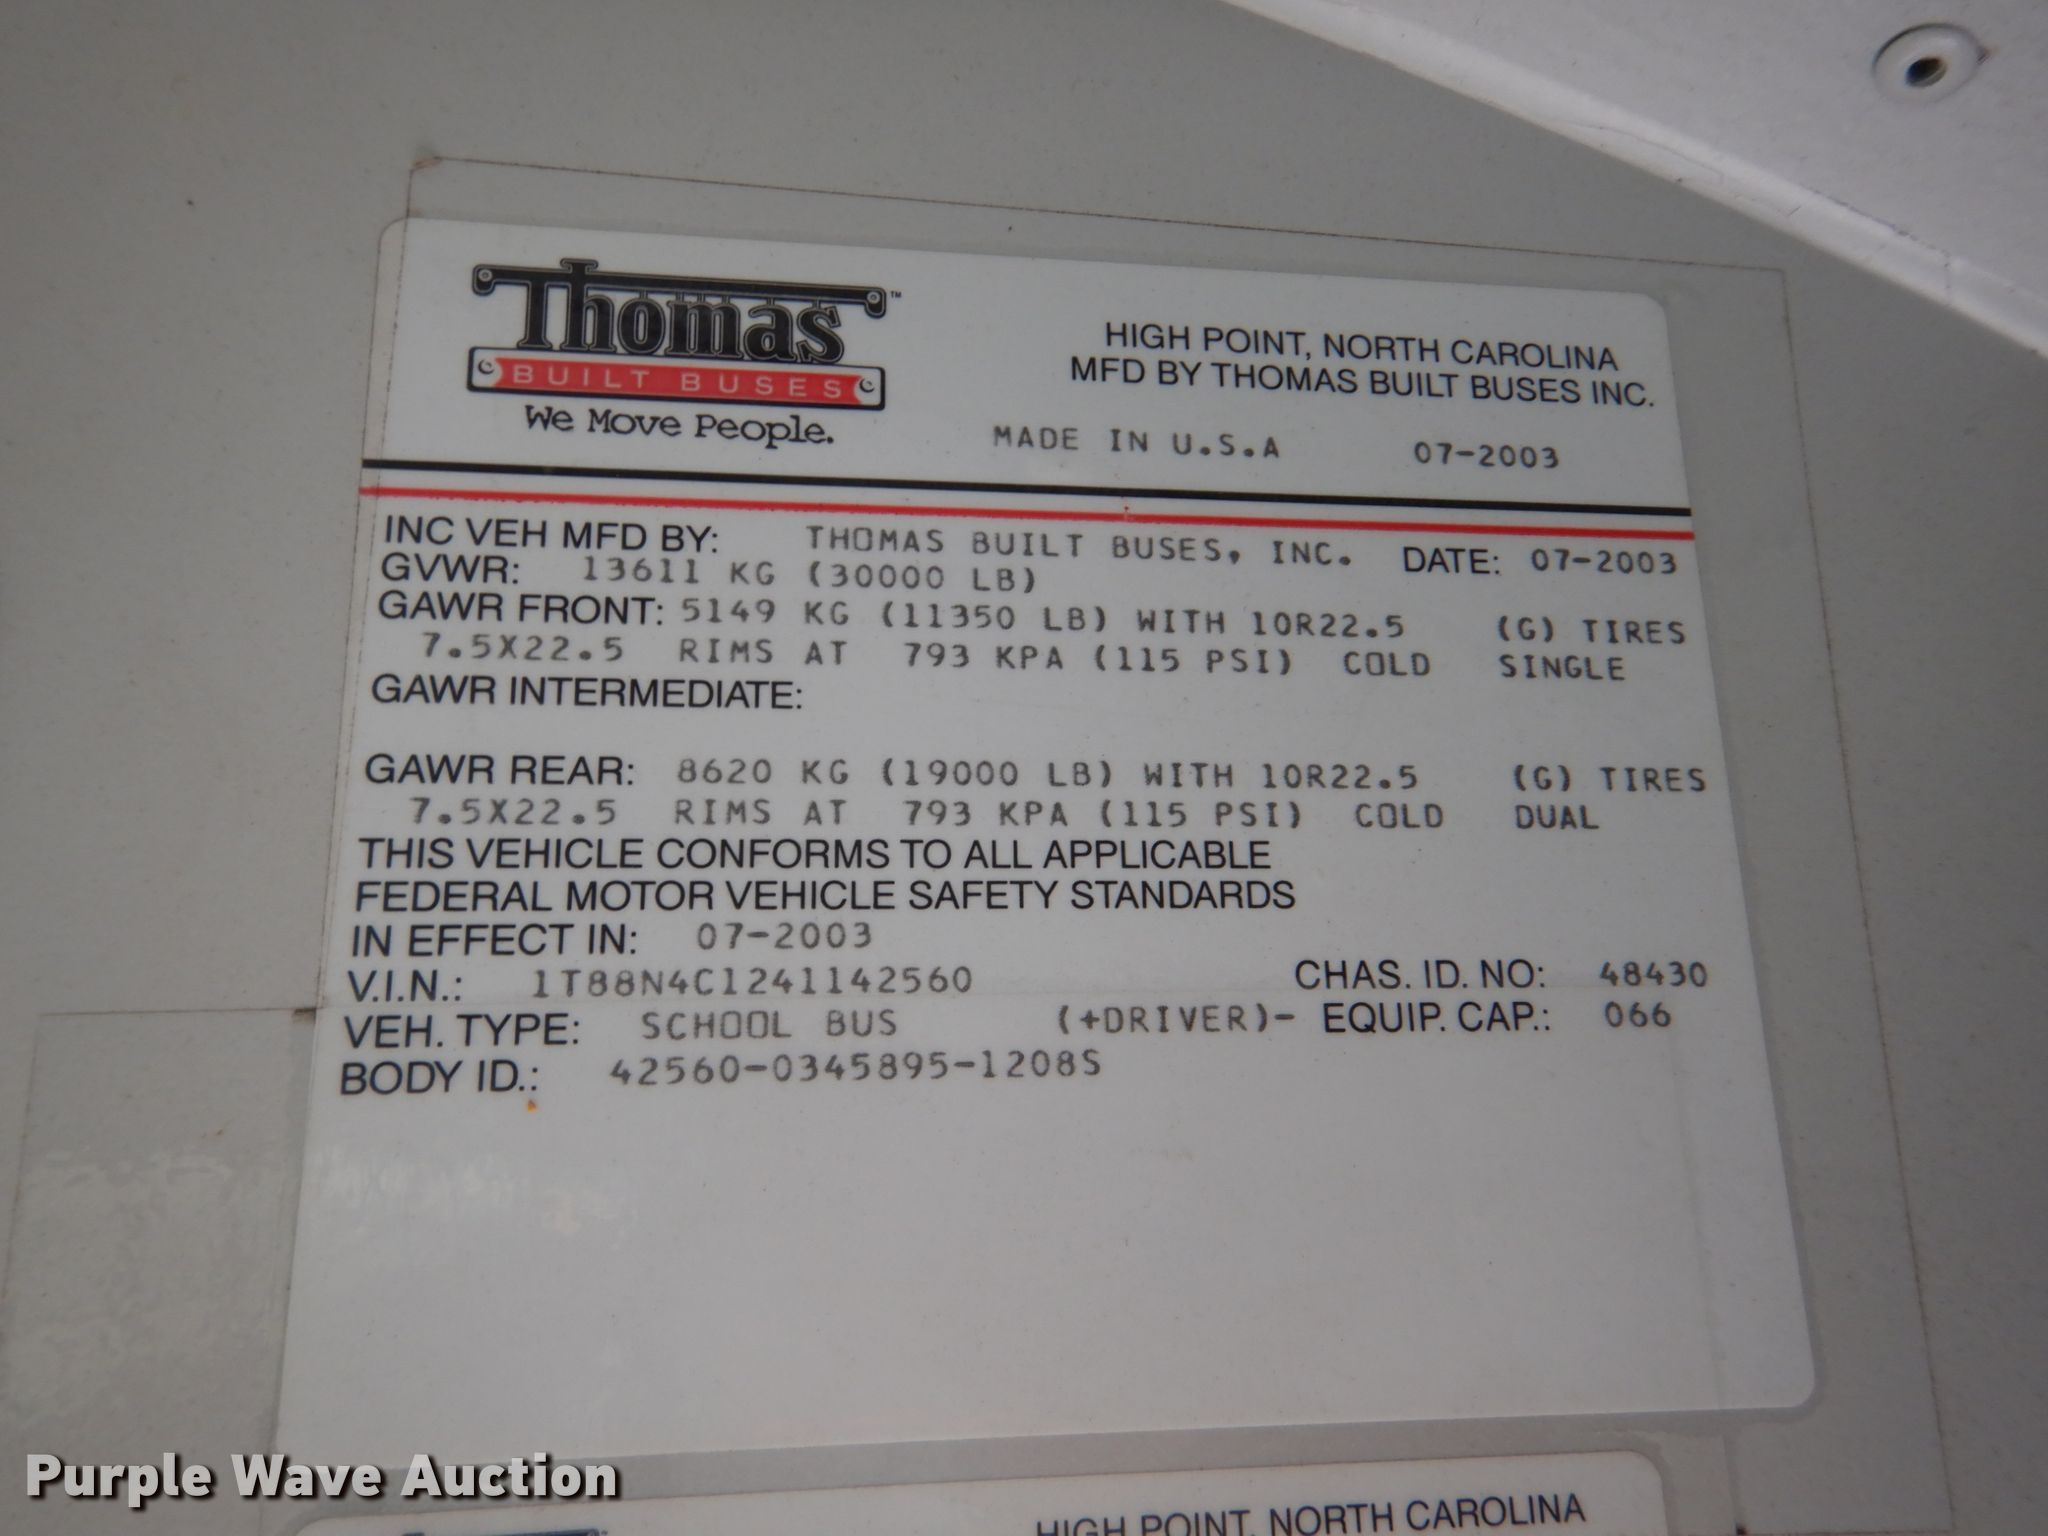 Thomas™
BUILT BUSES
We Move People.
HIGH POINT, NORTH CAROLINA
MFD BY THOMAS BUILT BUSES INC.
MADE IN U.S.A 07-2003
INC VEH MFD BY: THOMAS BUILT BUSES, INC. DATE: 07-2003
GVWR: 13611 KG (30000 LB)
GAWR FRONT: 5149 KG (11350 LB) WITH 10R22.5 (G) TIRES
7.5X22.5 RIMS AT 793 KPA (115 PSI) COLD SINGLE
GAWR INTERMEDIATE:
GAWR REAR: 8620 KG (19000 LB) WITH 10R22.5 (G) TIRES
7.5X22.5 RIMS AT 793 KPA (115 PSI) COLD DUAL
THIS VEHICLE CONFORMS TO ALL APPLICABLE
FEDERAL MOTOR VEHICLE SAFETY STANDARDS
IN EFFECT IN: 07-2003
V.I.N.: 1T88N4C1241142560 CHAS. ID. NO: 48430
VEH. TYPE: SCHOOL BUS (+DRIVER)- EQUIP. CAP.: 066
BODY ID.: 42560-0345895-1208S
HIGH POINT, NORTH CAROLINA
Purple Wave Auction